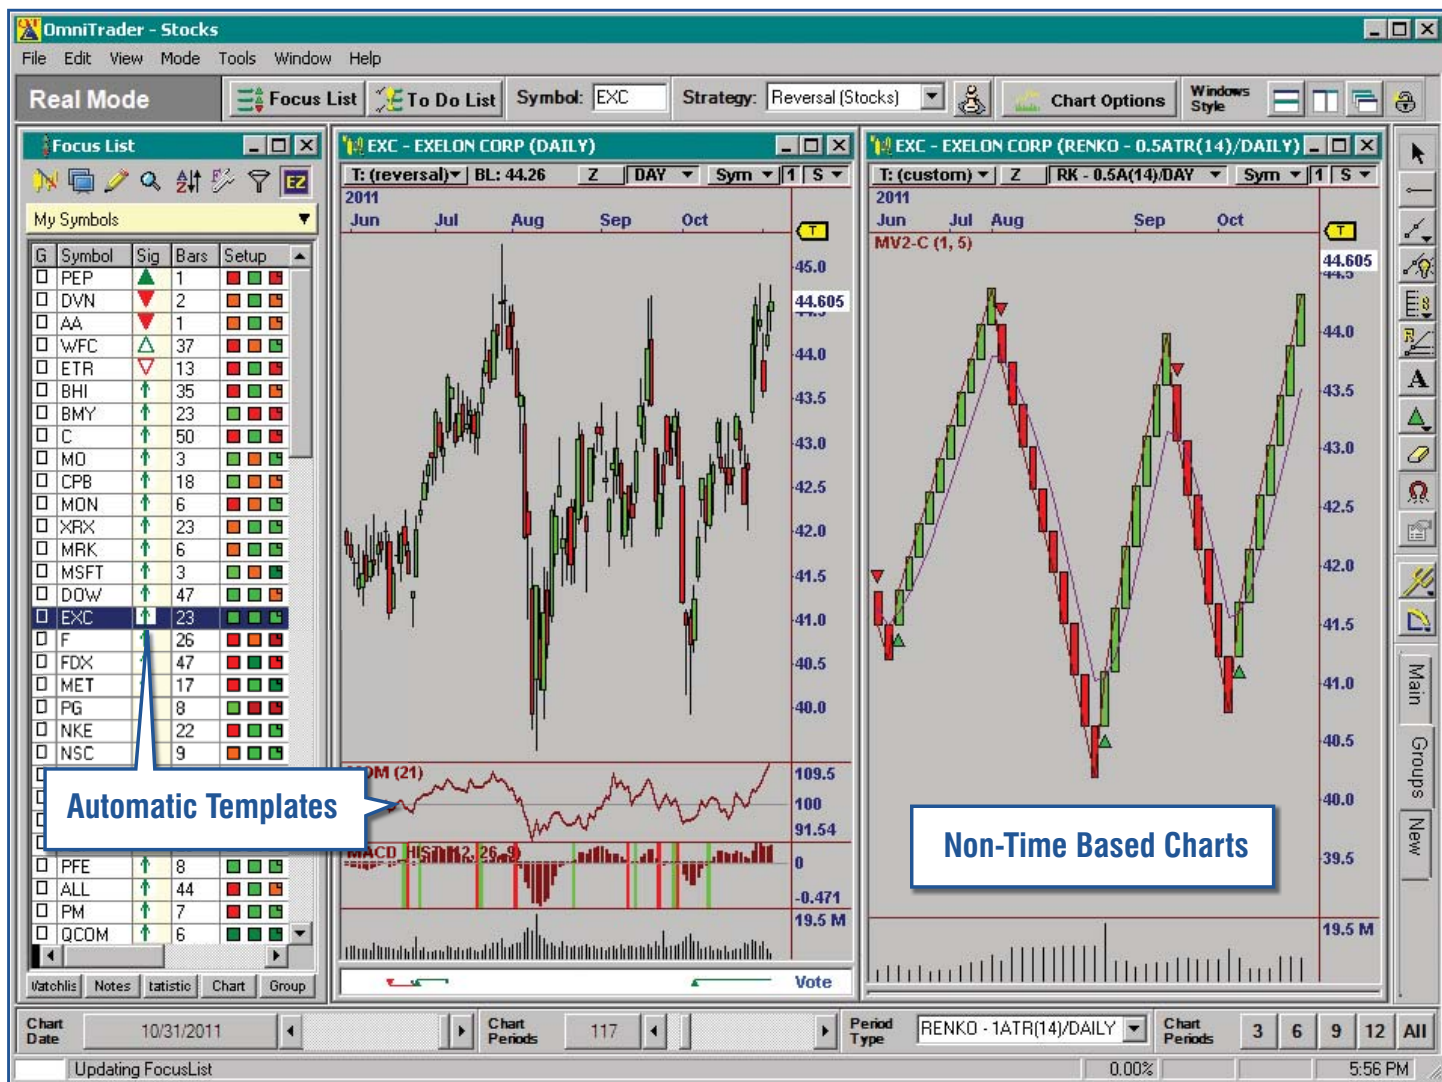 OmniTrader - Stocks
File Edit View Mode Tools Window Help
Real Mode
Focus List
To Do List
Symbol: EXC
Strategy: Reversal (Stocks)
Chart Options
Windows Style
Focus List
EZ
My Symbols
G Symbol Sig Bars Setup
PEP 1
DVN 2
AA 1
WFC 37
ETR 13
BHI 35
BMY 23
C 50
MO 3
CPB 18
MON 6
XRX 23
MRK 6
MSFT 3
DOW 47
EXC 23
F 26
FDX 47
MET 17
PG 8
NKE 22
NSC 9
PFE 8
ALL 44
PM 7
QCOM 6
Notes Chart Group
Automatic Templates
EXC - EXELON CORP (DAILY)
T: (reversal) BL: 44.26 Z DAY Sym 1 S
2011
Jun Jul Aug Sep Oct
T
45.0
44.605
44.0
43.5
43.0
42.5
42.0
41.5
41.0
40.5
40.0
(21)
109.5
100
91.54
0
-0.471
19.5 M
Vote
EXC - EXELON CORP (RENKO - 0.5ATR(14)/DAILY)
T: (custom) Z RK - 0.5A(14)/DAY Sym 1 S
2011
Jun Jul Aug Sep Oct
T
MV2-C (1, 5)
44.605
44.0
43.5
43.0
42.5
42.0
41.5
41.0
40.5
40.0
39.5
19.5 M
Non-Time Based Charts
R
A
Main
Groups
New
Chart Date 10/31/2011
Chart Periods 117
Period Type RENKO - 1ATR(14)/DAILY
Chart Periods 3 6 9 12 All
Updating FocusList
0.00%
5:56 PM